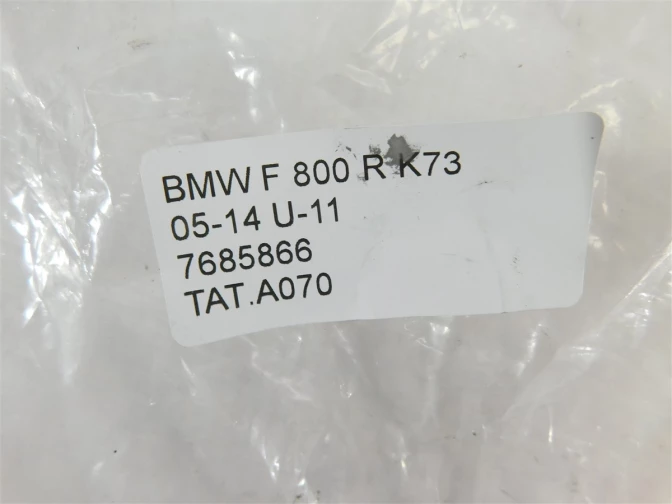 BMW F 800 R K73
05-14 U-11
7685866
TAT.A070